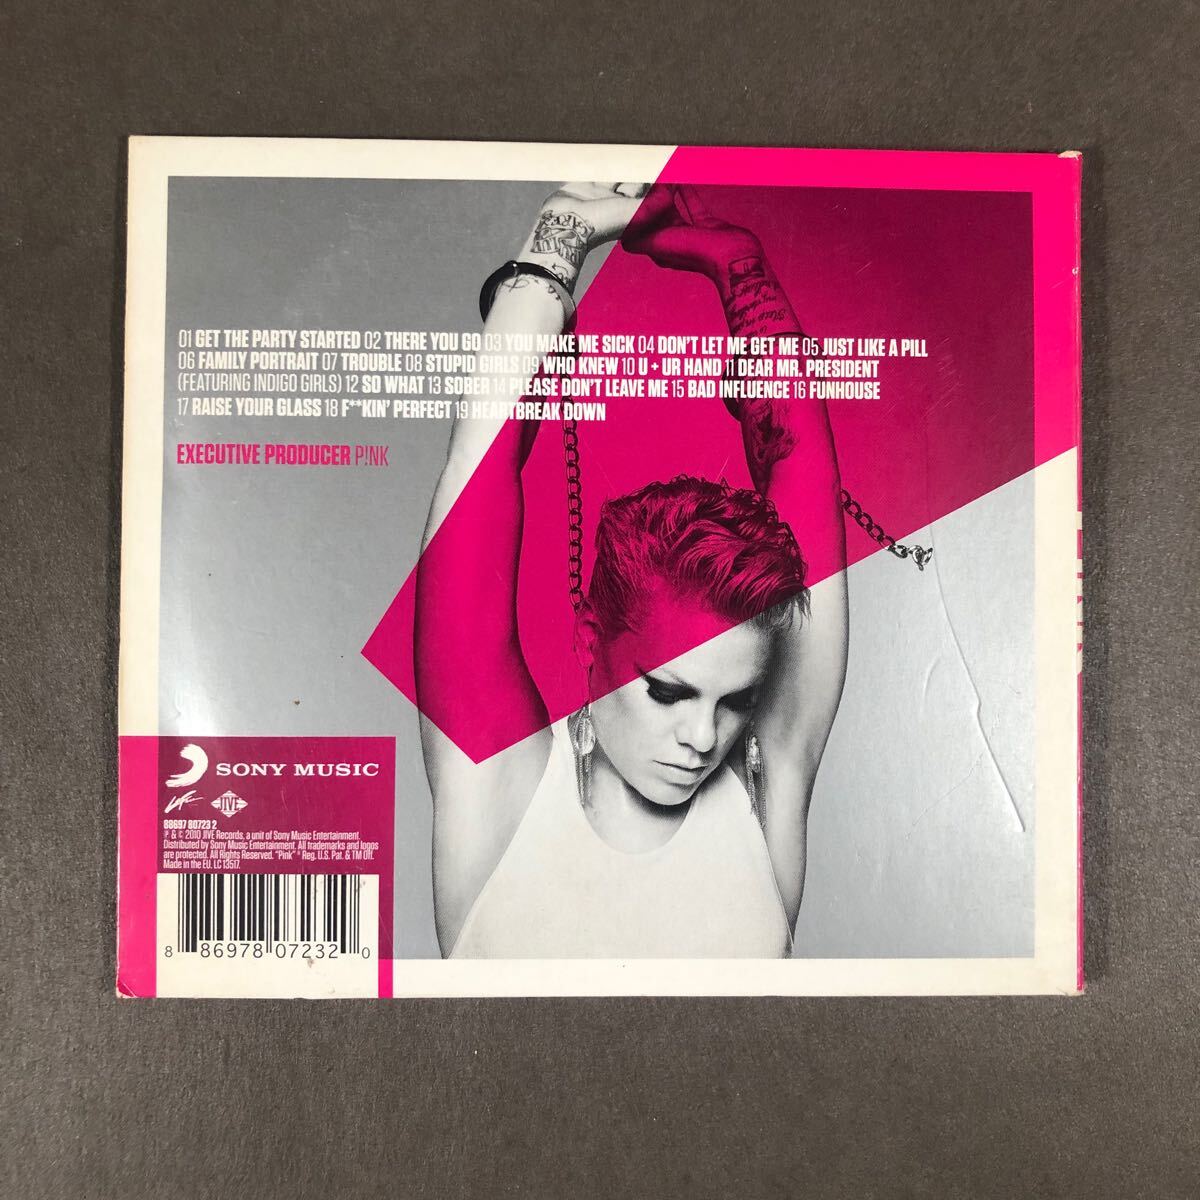 01 GET THE PARTY STARTED 02 THERE YOU GO 03 YOU MAKE ME SICK 04 DON'T LET ME GET ME 05 JUST LIKE A PILL
06 FAMILY PORTRAIT 07 TROUBLE 08 STUPID GIRLS 09 WHO KNEW 10 U + UR HAND 11 DEAR MR. PRESIDENT
(FEATURING INDIGO GIRLS) 12 SO WHAT 13 SOBER 14 PLEASE DON'T LEAVE ME 15 BAD INFLUENCE 16 FUNHOUSE
17 RAISE YOUR GLASS 18 F**KIN' PERFECT 19 HEARTBREAK DOWN
EXECUTIVE PRODUCER P!NK
SONY MUSIC
JIVE
88697 80723 2
℗ & © 2010 JIVE Records, a unit of Sony Music Entertainment.
Distributed by Sony Music Entertainment. All trademarks and logos
are protected. All Rights Reserved. "Pink" ® Reg. U.S. Pat. & TM Off.
Made in the EU. LC 13517.
8 86978 07232 0